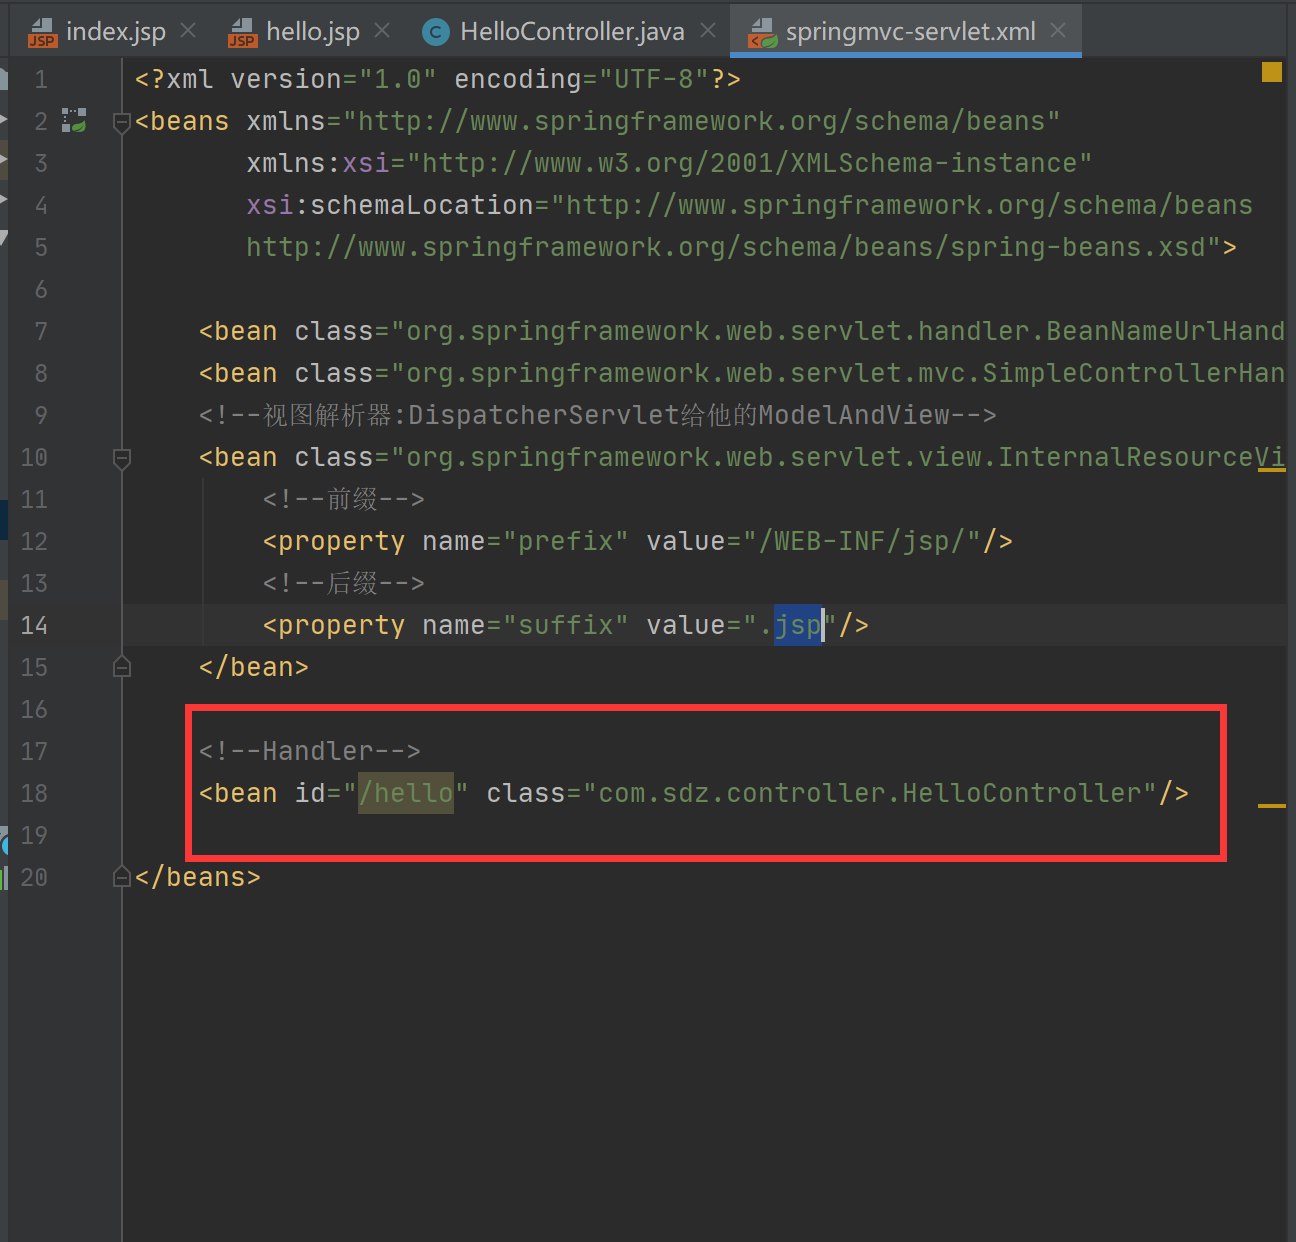 index.jsp hello.jsp HelloController.java springmvc-servlet.xml
1 <?xml version="1.0" encoding="UTF-8"?>
2 <beans xmlns="http://www.springframework.org/schema/beans"
3 xmlns:xsi="http://www.w3.org/2001/XMLSchema-instance"
4 xsi:schemaLocation="http://www.springframework.org/schema/beans
5 http://www.springframework.org/schema/beans/spring-beans.xsd">
6
7 <bean class="org.springframework.web.servlet.handler.BeanNameUrlHand
8 <bean class="org.springframework.web.servlet.mvc.SimpleControllerHan
9 <!--视图解析器:DispatcherServlet给他的ModelAndView-->
10 <bean class="org.springframework.web.servlet.view.InternalResourceVi
11 <!--前缀-->
12 <property name="prefix" value="/WEB-INF/jsp/"/>
13 <!--后缀-->
14 <property name="suffix" value=".jsp"/>
15 </bean>
16
17 <!--Handler-->
18 <bean id="/hello" class="com.sdz.controller.HelloController"/>
19
20 </beans>